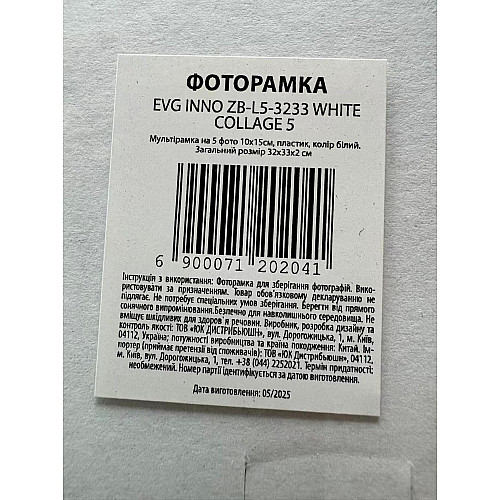 ФОТОРАМКА
EVG INNO ZB-L5-3233 WHITE
COLLAGE 5
Мультірамка на 5 фото 10х15см, пластик, колір білий.
Загальний розмір 32х33х2 см
6 900071 202041
Інструкція з використання: Фоторамка для зберігання фотографій. Вико-
ристовувати за призначенням. Товар обов'язковому декларуванню не
підлягає. Не потребує спеціальних умов зберігання. Берегти від прямого
сонячного випромінювання.Безпечно для навколишнього середовища. Не
вміщує шкідливих для здоров'я речовин. Виробник, розробка дизайну та
контроль якості: ТОВ «ЮК ДИСТРИБЬЮШН», вул. Дорогожицька, 1, м. Київ,
04112, Україна; потужності виробництва та країна походження: Китай. Ім-
портер (приймає претензії від споживачів): ТОВ «ЮК Дистрибьюшн», 04112,
м. Київ, вул. Дорогожицька, 1, тел. +38 (044) 2252021. Термін придатності:
необмежений. Номер партії ідентифікується за датою виготовлення.
Дата виготовлення: 05/2025